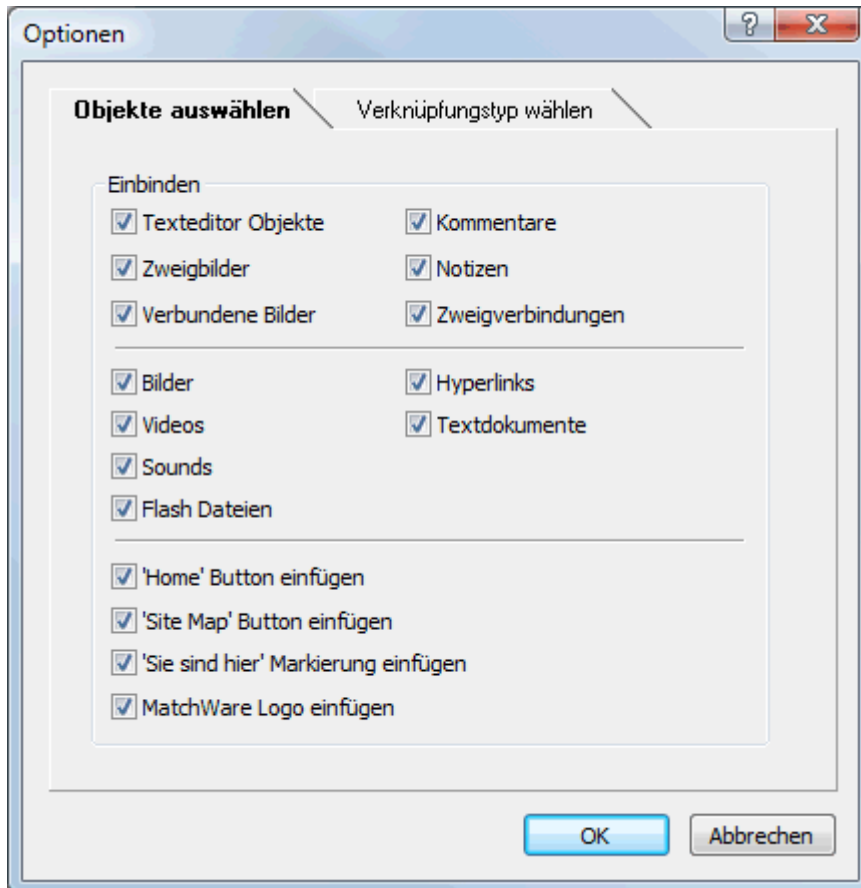 Optionen
Objekte auswählen
Verknüpfungstyp wählen
Einbinden
Texteditor Objekte
Kommentare
Zweigbilder
Notizen
Verbundene Bilder
Zweigverbindungen
Bilder
Hyperlinks
Videos
Textdokumente
Sounds
Flash Dateien
'Home' Button einfügen
'Site Map' Button einfügen
'Sie sind hier' Markierung einfügen
MatchWare Logo einfügen
OK
Abbrechen